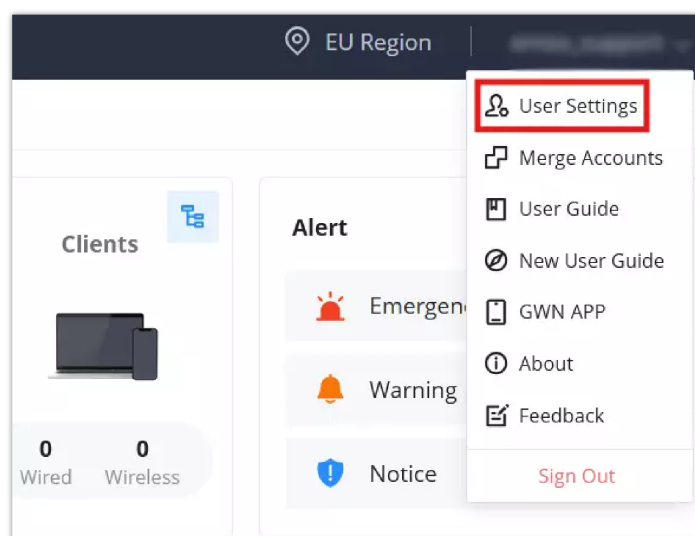 EU Region
User Settings
Merge Accounts
User Guide
New User Guide
GWN APP
About
Feedback
Sign Out
Clients
0
Wired
0
Wireless
Alert
Emergenc
Warning
Notice